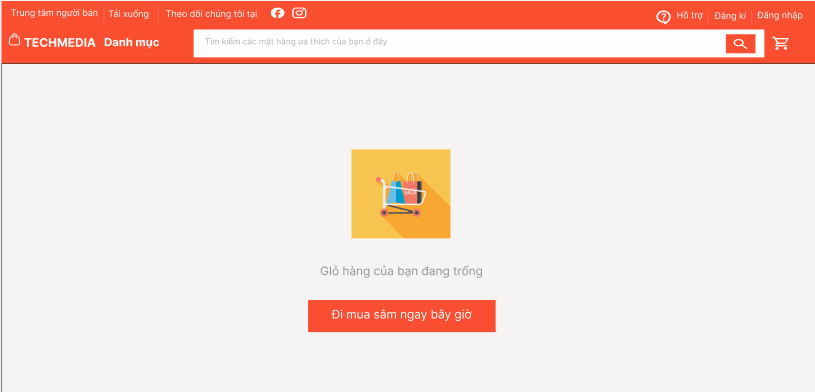 Trung tâm người bán
Tải xuống
Theo dõi chúng tôi tại
Hỗ trợ
Đăng kí
Đăng nhập
TECHMEDIA
Danh mục
Tìm kiếm các mặt hàng ưa thích của bạn ở đây
SALE
Giỏ hàng của bạn đang trống
Đi mua sắm ngay bây giờ